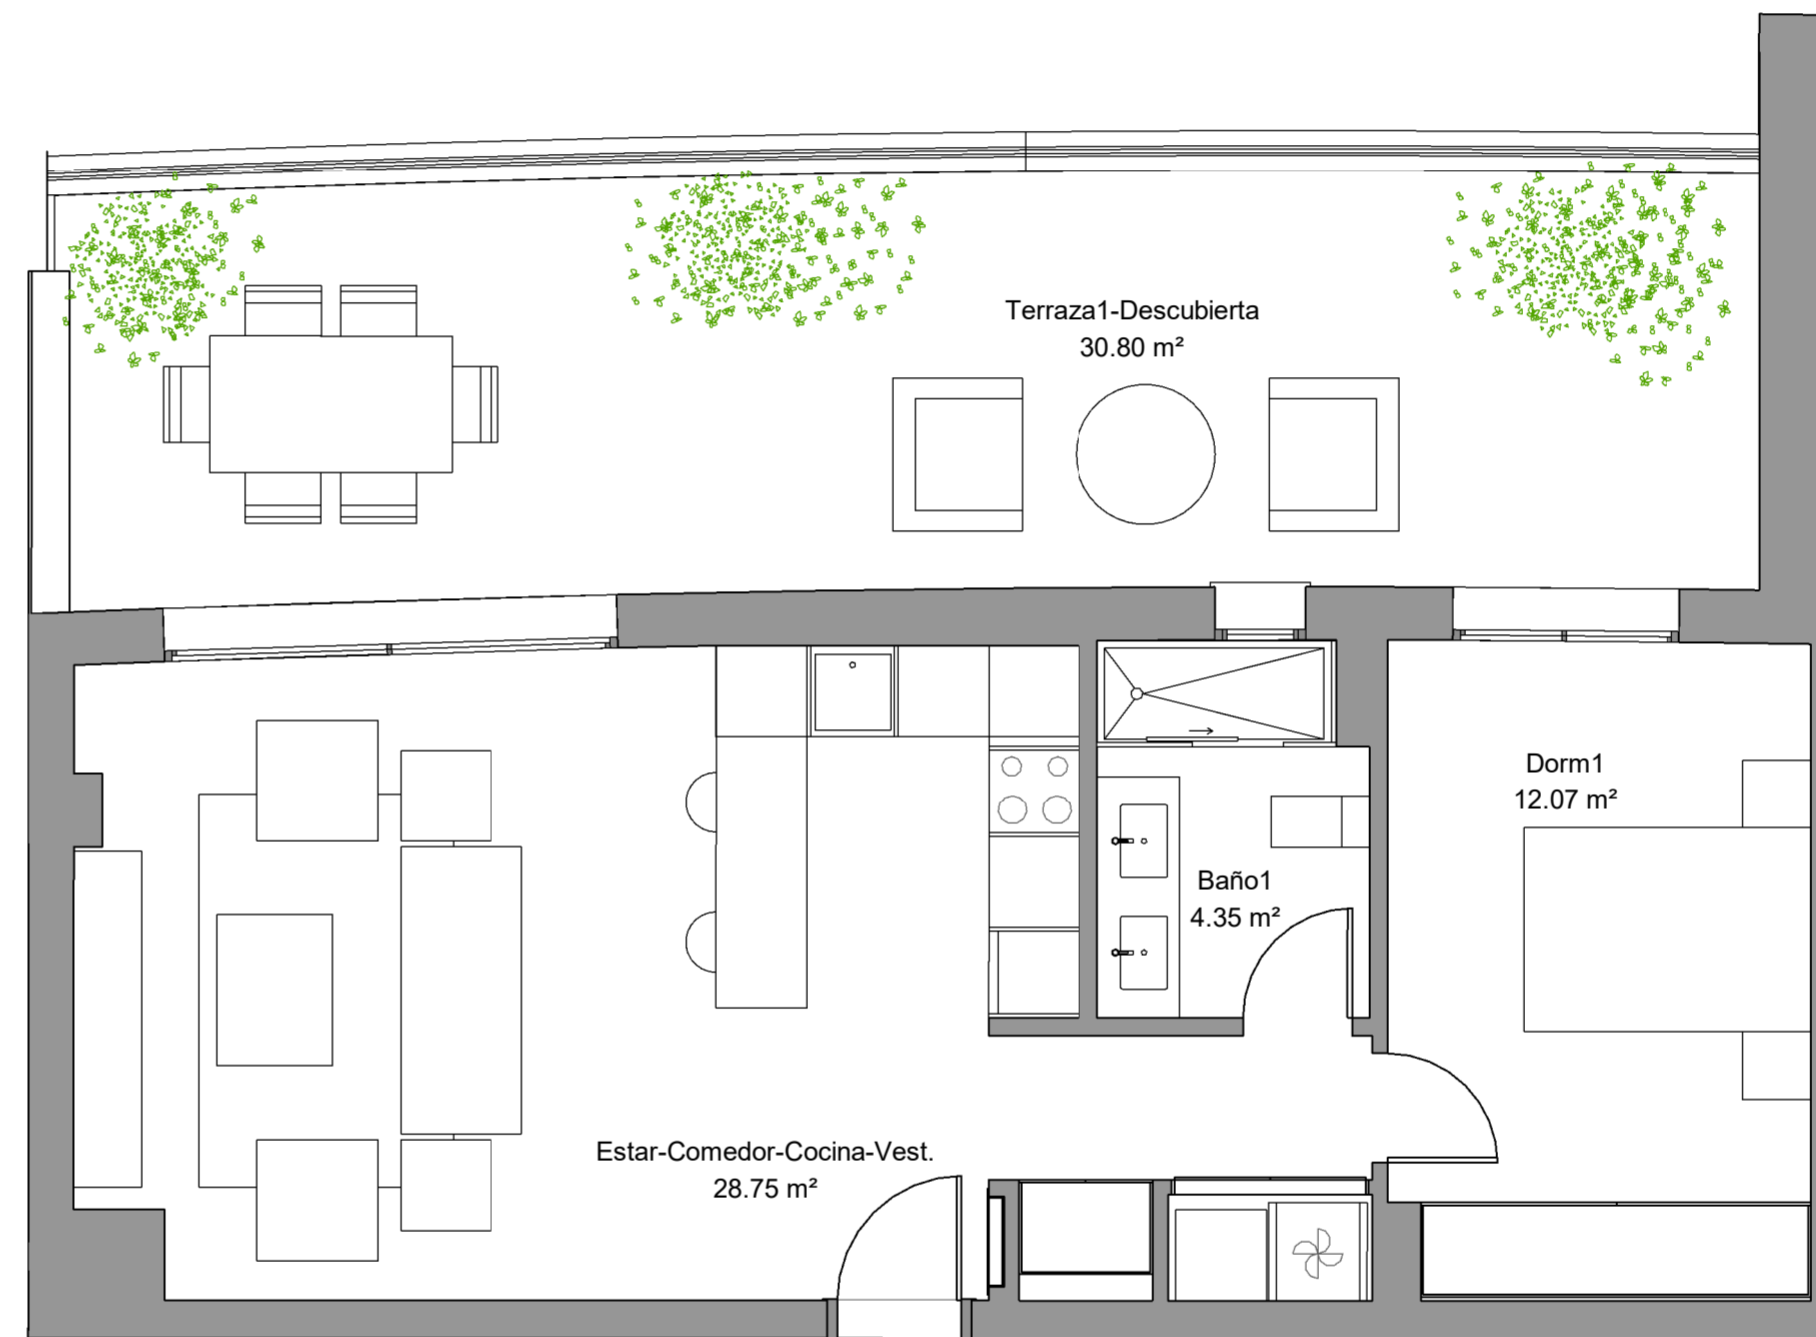 Terraza1-Descubierta
30.80 m²
Dorm1
12.07 m²
Baño1
4.35 m²
Estar-Comedor-Cocina-Vest.
28.75 m²